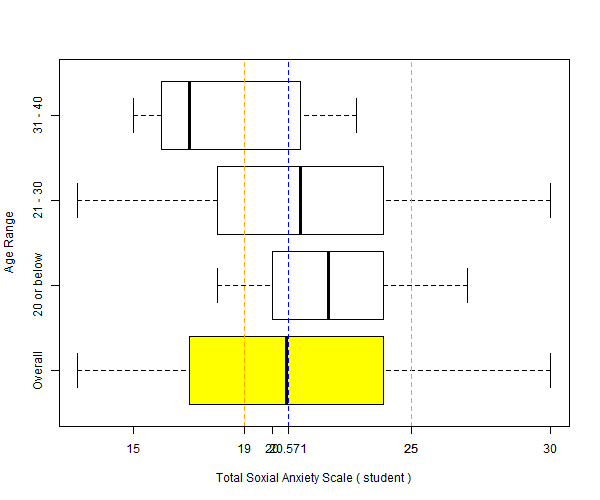 31 - 40
21 - 30
20 or below
Overall
Age Range
15
19
20
20.571
25
30
Total Soxial Anxiety Scale ( student )